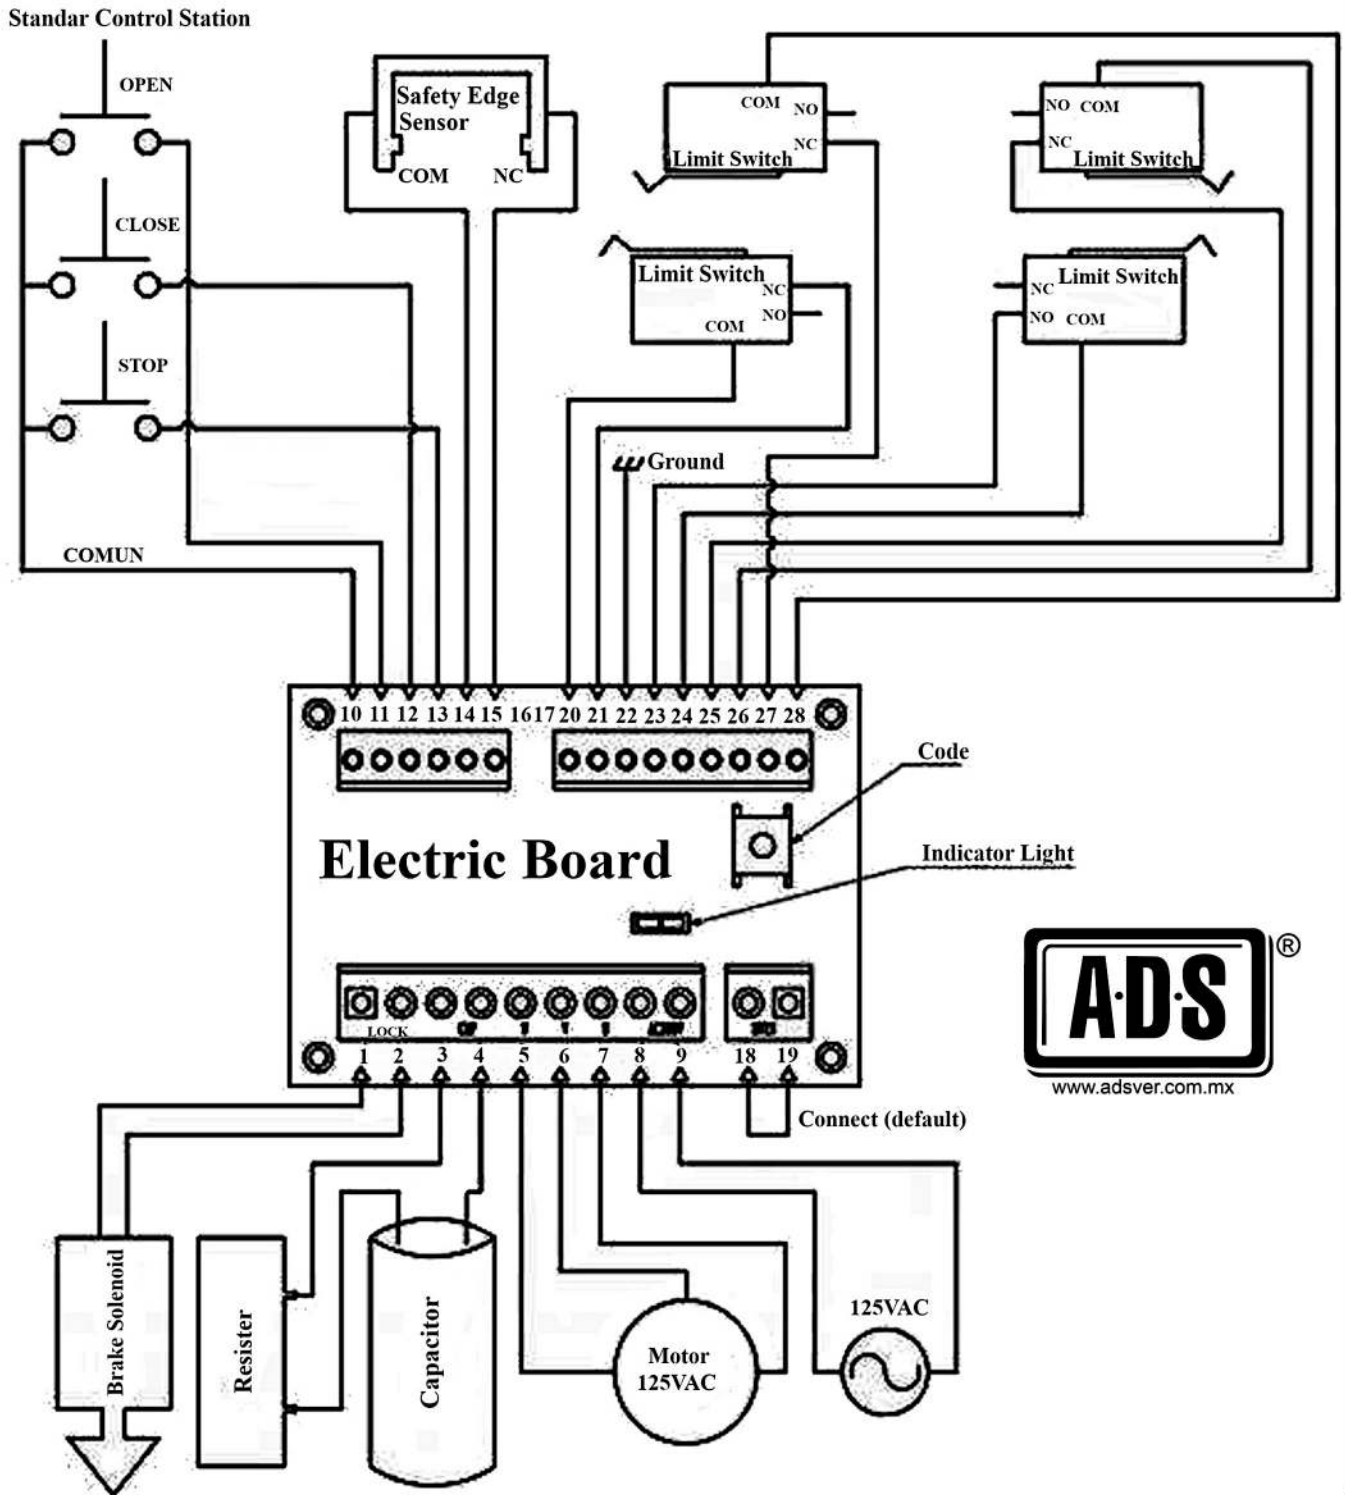 Standar Control Station
OPEN
CLOSE
STOP
COMUN
Safety Edge
Sensor
COM NC
COM NO
NC
Limit Switch
NO COM
NC
Limit Switch
Limit Switch
NC
NO
COM
Limit Switch
NC
NO COM
Ground
10 11 12 13 14 15 16 17 20 21 22 23 24 25 26 27 28
Code
Electric Board
Indicator Light
LOCK
1 2 3 4 5 6 7 8 9 18 19
Connect (default)
A·D·S ®
www.adsver.com.mx
Brake Solenoid
Resister
Capacitor
Motor
125VAC
125VAC